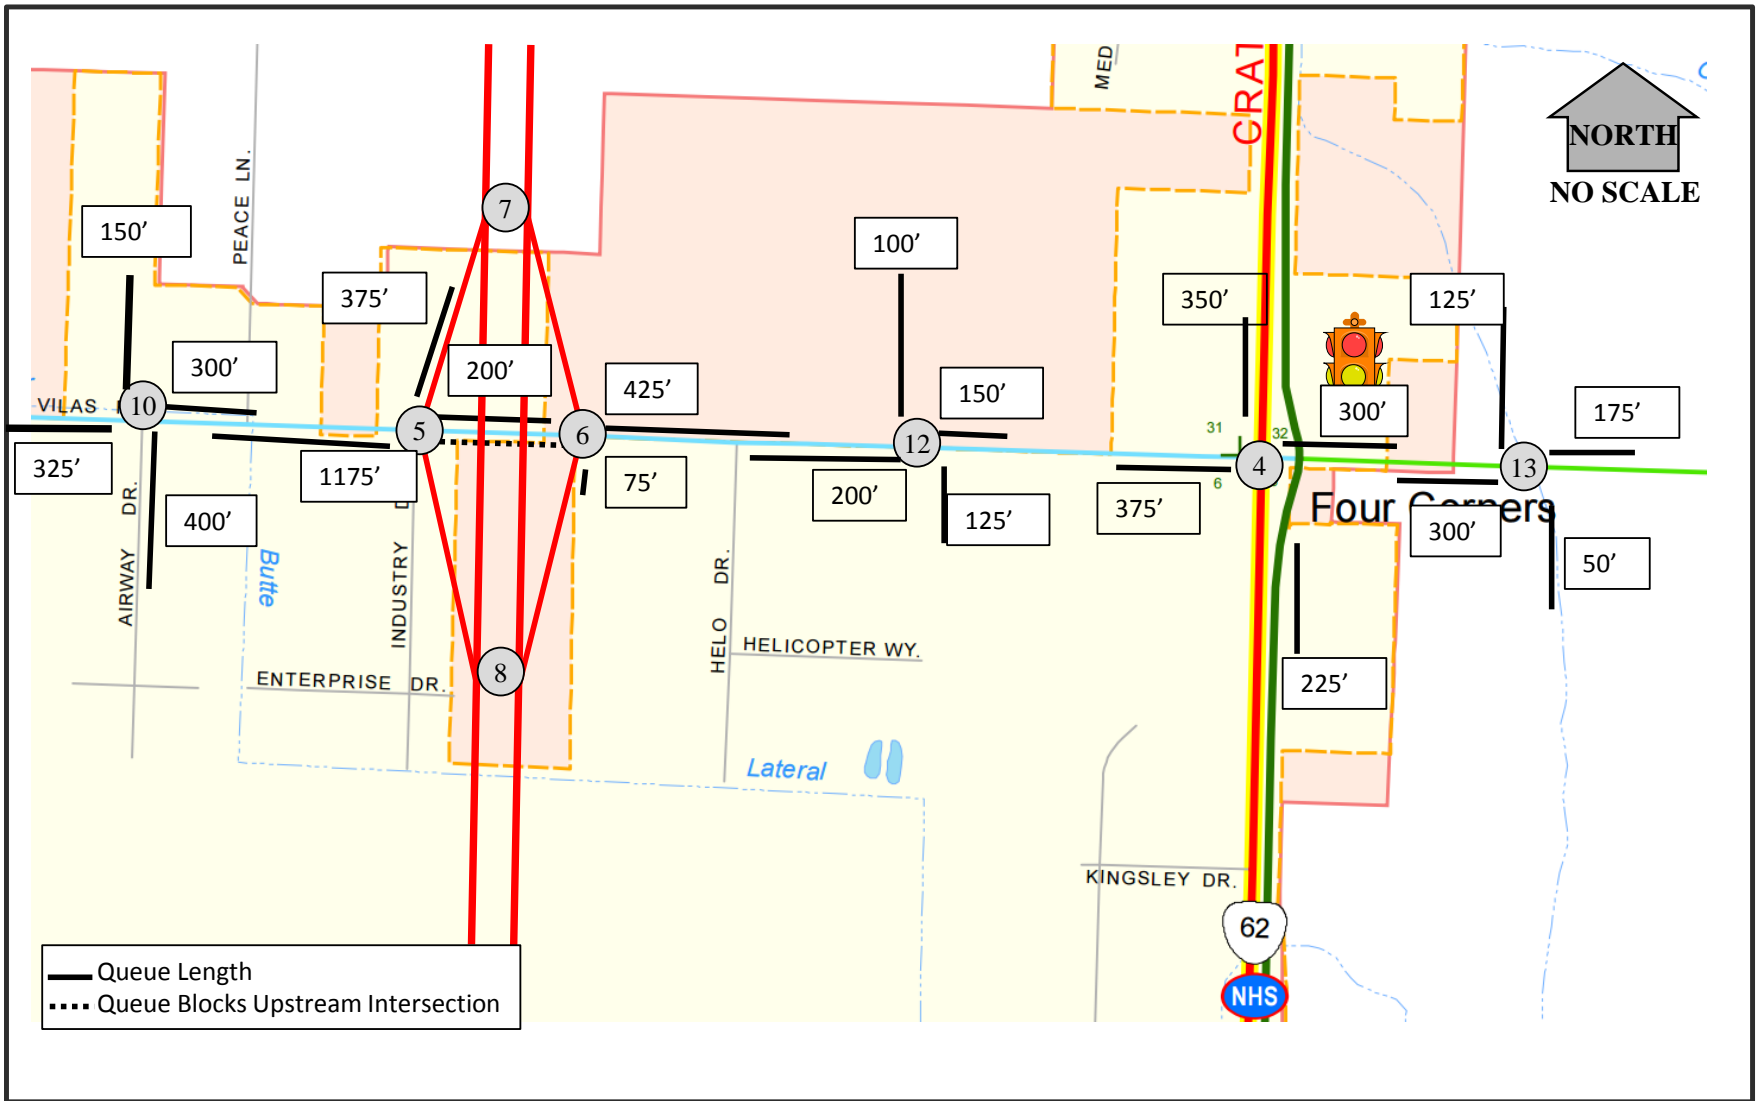 CRAT
MED
NORTH
NO SCALE
PEACE LN.
7
150'
100'
375'
350'
125'
300'
200'
425'
150'
300'
175'
VILAS
10
5
6
12
31
32
4
13
6
325'
1175'
75'
200'
375'
Four Corners
400'
125'
300'
50'
AIRWAY DR.
Butte
INDUSTRY D
HELO DR.
HELICOPTER WY.
8
ENTERPRISE DR.
225'
Lateral
KINGSLEY DR.
62
NHS
Queue Length
Queue Blocks Upstream Intersection